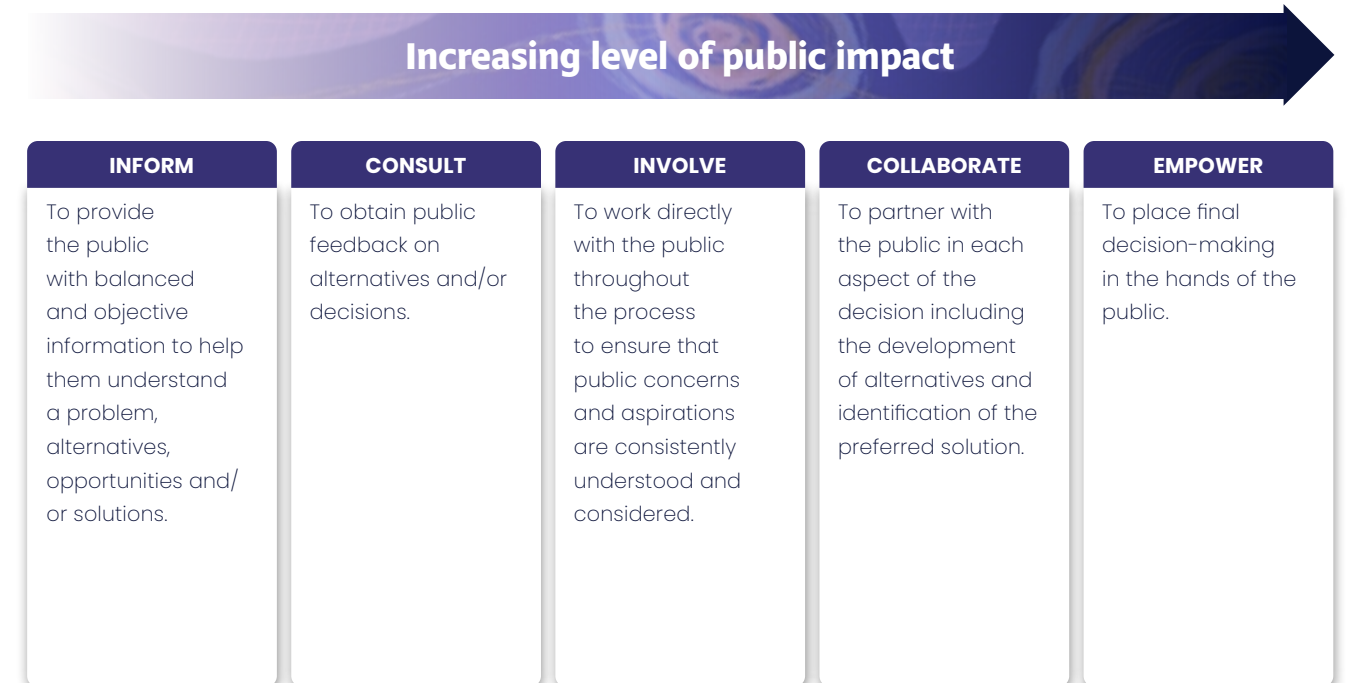 Increasing level of public impact
INFORM
To provide
the public
with balanced
and objective
information to help
them understand
a problem,
alternatives,
opportunities and/
or solutions.
CONSULT
To obtain public
feedback on
alternatives and/or
decisions.
INVOLVE
To work directly
with the public
throughout
the process
to ensure that
public concerns
and aspirations
are consistently
understood and
considered.
COLLABORATE
To partner with
the public in each
aspect of the
decision including
the development
of alternatives and
identification of the
preferred solution.
EMPOWER
To place final
decision-making
in the hands of the
public.